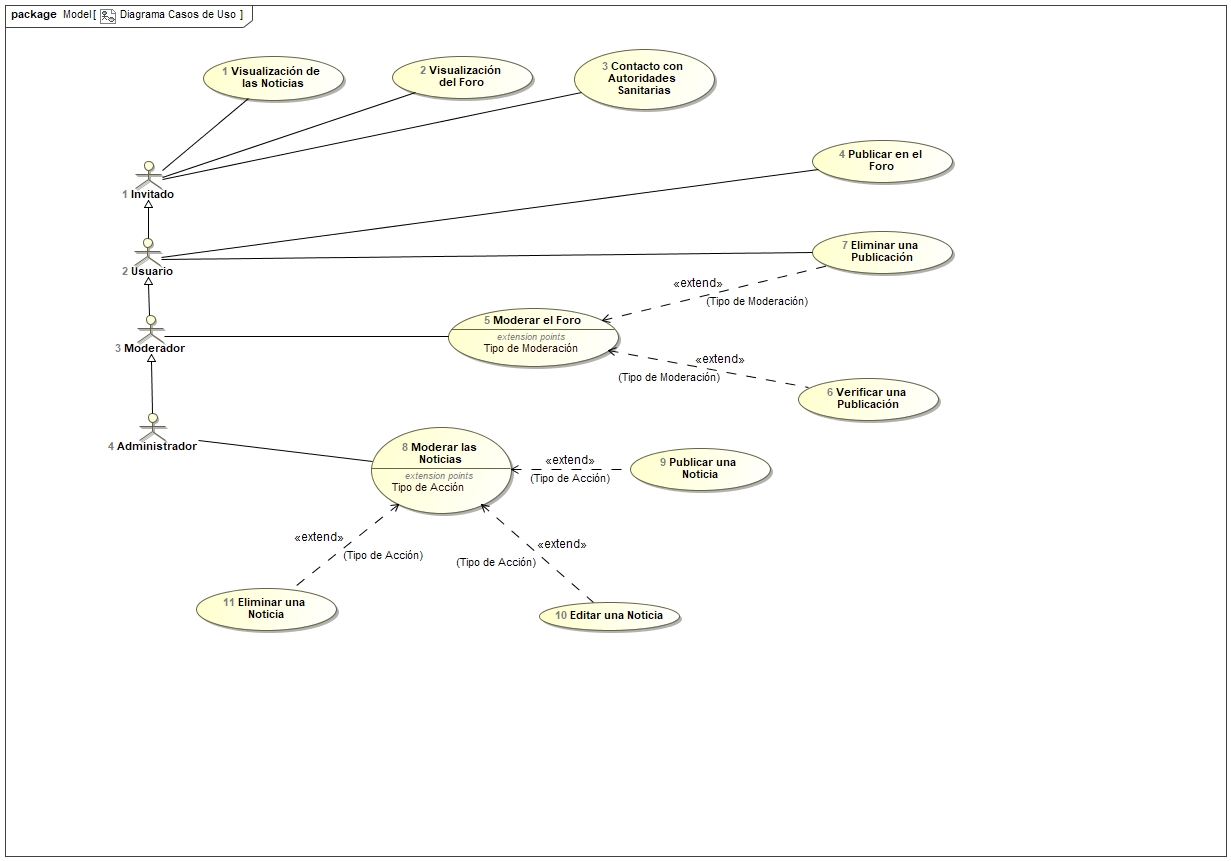 package Model[ Diagrama Casos de Uso ]
1 Visualización de
las Noticias
2 Visualización
del Foro
3 Contacto con
Autoridades
Sanitarias
4 Publicar en el
Foro
1 Invitado
7 Eliminar una
Publicación
2 Usuario
«extend»
(Tipo de Moderación)
5 Moderar el Foro
extension points
Tipo de Moderación
3 Moderador
«extend»
(Tipo de Moderación)
6 Verificar una
Publicación
4 Administrador
8 Moderar las
Noticias
extension points
Tipo de Acción
«extend»
(Tipo de Acción)
9 Publicar una
Noticia
«extend»
(Tipo de Acción)
«extend»
(Tipo de Acción)
11 Eliminar una
Noticia
10 Editar una Noticia